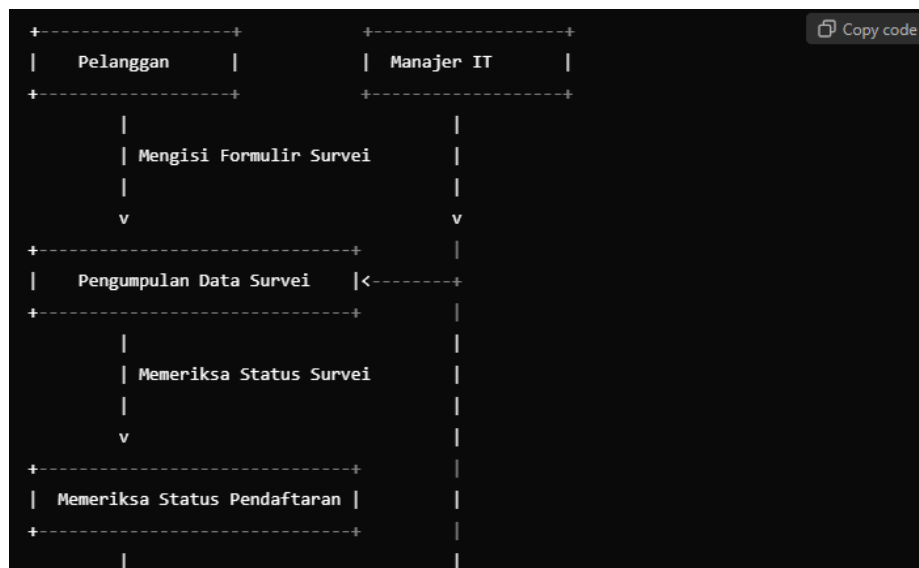 Copy code
Pelanggan
Manajer IT
Mengisi Formulir Survei
v v
Pengumpulan Data Survei
Memeriksa Status Survei
v
Memeriksa Status Pendaftaran